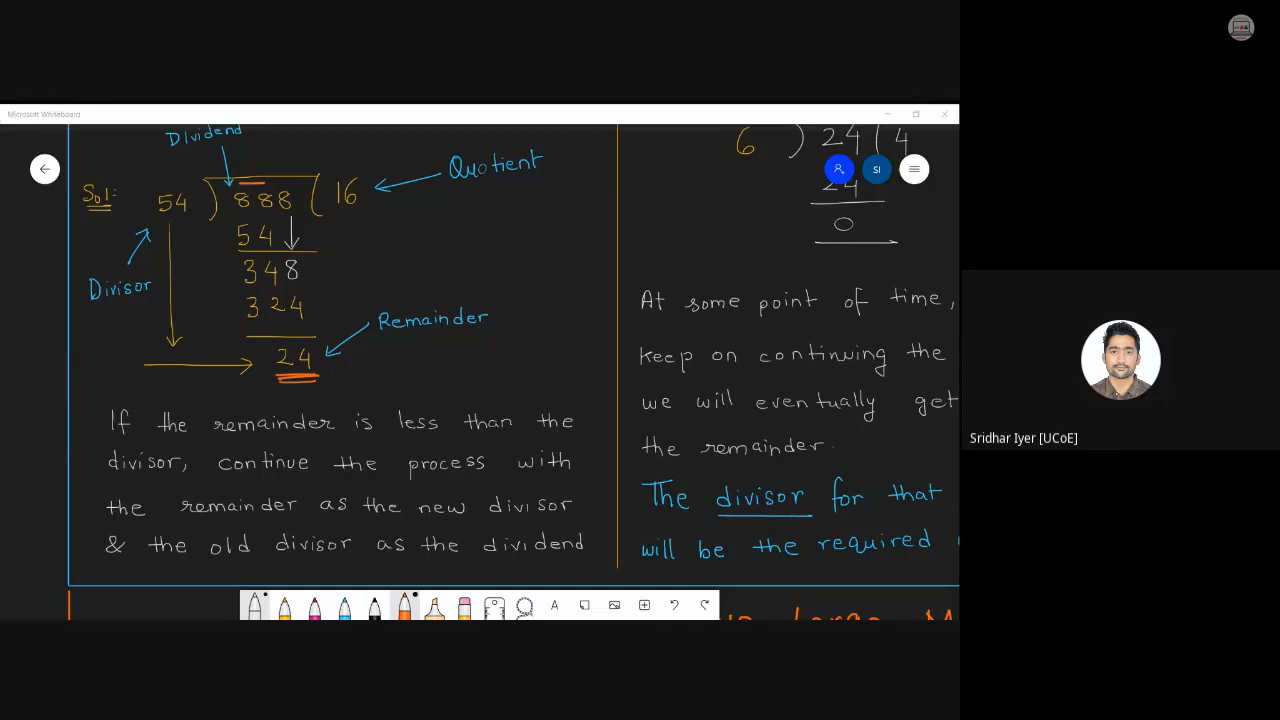 Microsoft Whiteboard
Dividend
Quotient
Sol:
54 ) 888 ( 16
54
Divisor
348
324
Remainder
24
If the remainder is less than the
divisor, continue the process with
the remainder as the new divisor
& the old divisor as the dividend
6 ) 24 ( 4
SI
24
0
At some point of time,
keep on continuing the
we will eventually get
the remainder.
The divisor for that
will be the required
A
Large
Sridhar Iyer [UCoE]